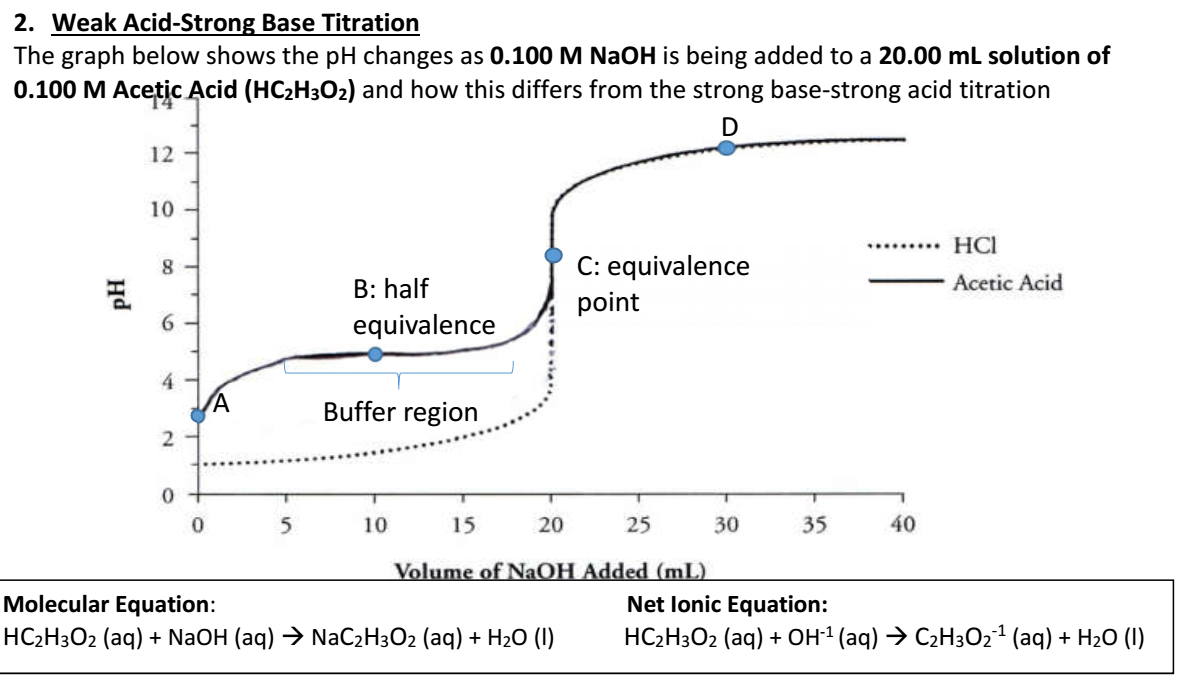 2. Weak Acid-Strong Base Titration
The graph below shows the pH changes as 0.100 M NaOH is being added to a 20.00 mL solution of
0.100 M Acetic Acid (HC₂H₃O₂) and how this differs from the strong base-strong acid titration
14
D
12
10
HCl
8
C: equivalence
point
Acetic Acid
pH
B: half
equivalence
6
4
A
Buffer region
2
0
0 5 10 15 20 25 30 35 40
Volume of NaOH Added (mL)
Molecular Equation:
HC₂H₃O₂ (aq) + NaOH (aq) → NaC₂H₃O₂ (aq) + H₂O (l)
Net Ionic Equation:
HC₂H₃O₂ (aq) + OH⁻¹ (aq) → C₂H₃O₂⁻¹ (aq) + H₂O (l)